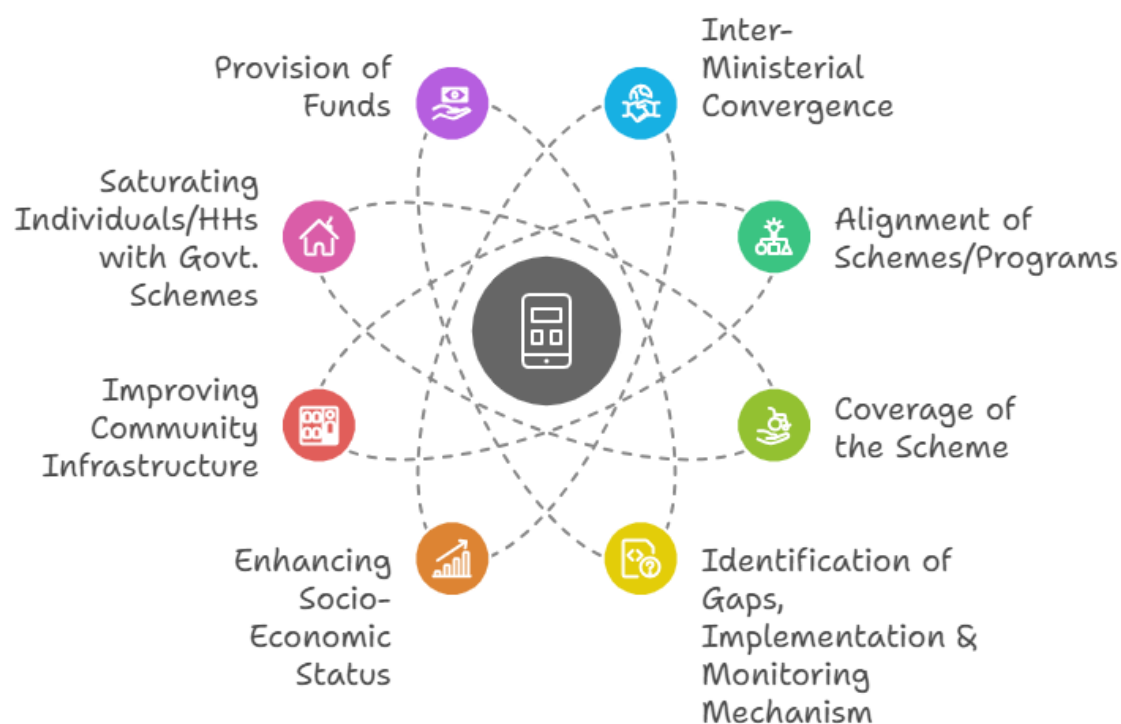 Provision of
Funds
Inter-
Ministerial
Convergence
Saturating
Individuals/HHs
with Govt.
Schemes
Alignment of
Schemes/Programs
Improving
Community
Infrastructure
Coverage of
the Scheme
Enhancing
Socio-
Economic
Status
Identification of
Gaps,
Implementation &
Monitoring
Mechanism